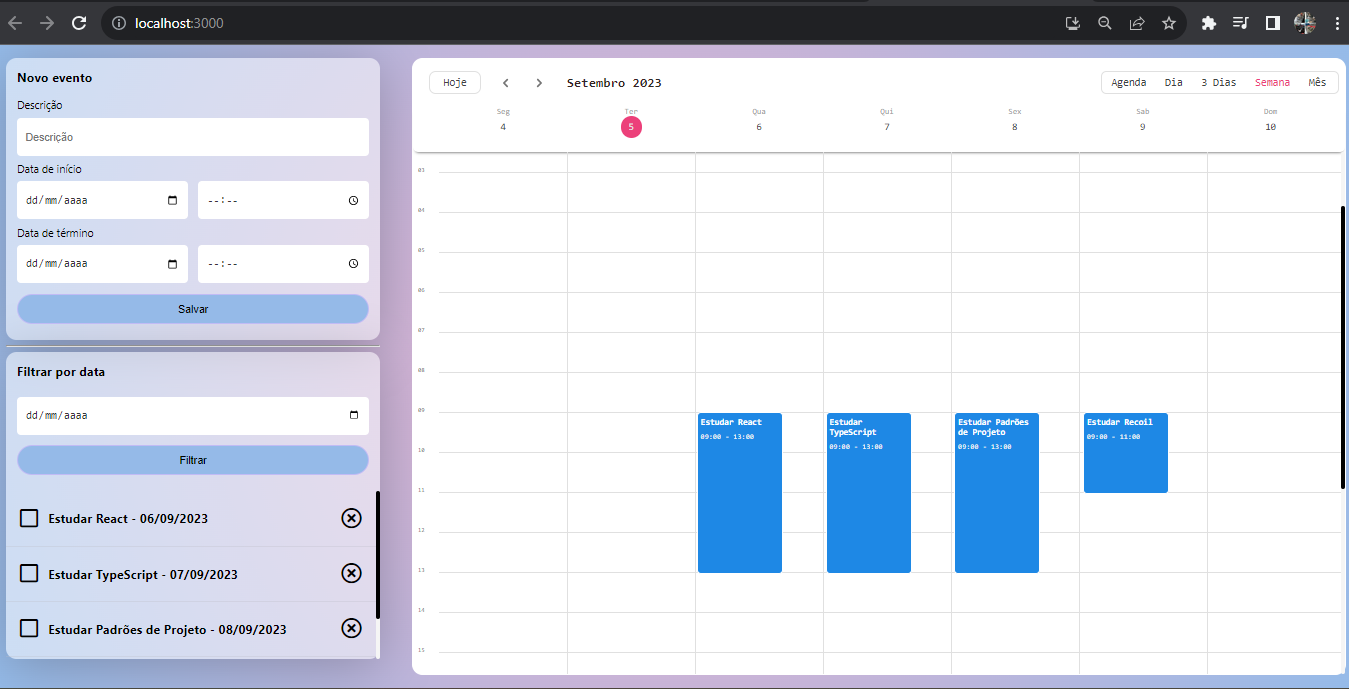 localhost:3000
Novo evento
Descrição
Descrição
Data de início
dd/mm/aaaa --:--
Data de término
dd/mm/aaaa --:--
Salvar
Filtrar por data
dd/mm/aaaa
Filtrar
Estudar React - 06/09/2023
Estudar TypeScript - 07/09/2023
Estudar Padrões de Projeto - 08/09/2023
Hoje Setembro 2023 Agenda Dia 3 Dias Semana Mês
Seg Ter Qua Qui Sex Sab Dom
4 5 6 7 8 9 10
03
04
05
06
07
08
09
Estudar React
09:00 - 13:00
Estudar
TypeScript
09:00 - 13:00
Estudar Padrões
de Projeto
09:00 - 13:00
Estudar Recoil
09:00 - 11:00
10
11
12
13
14
15